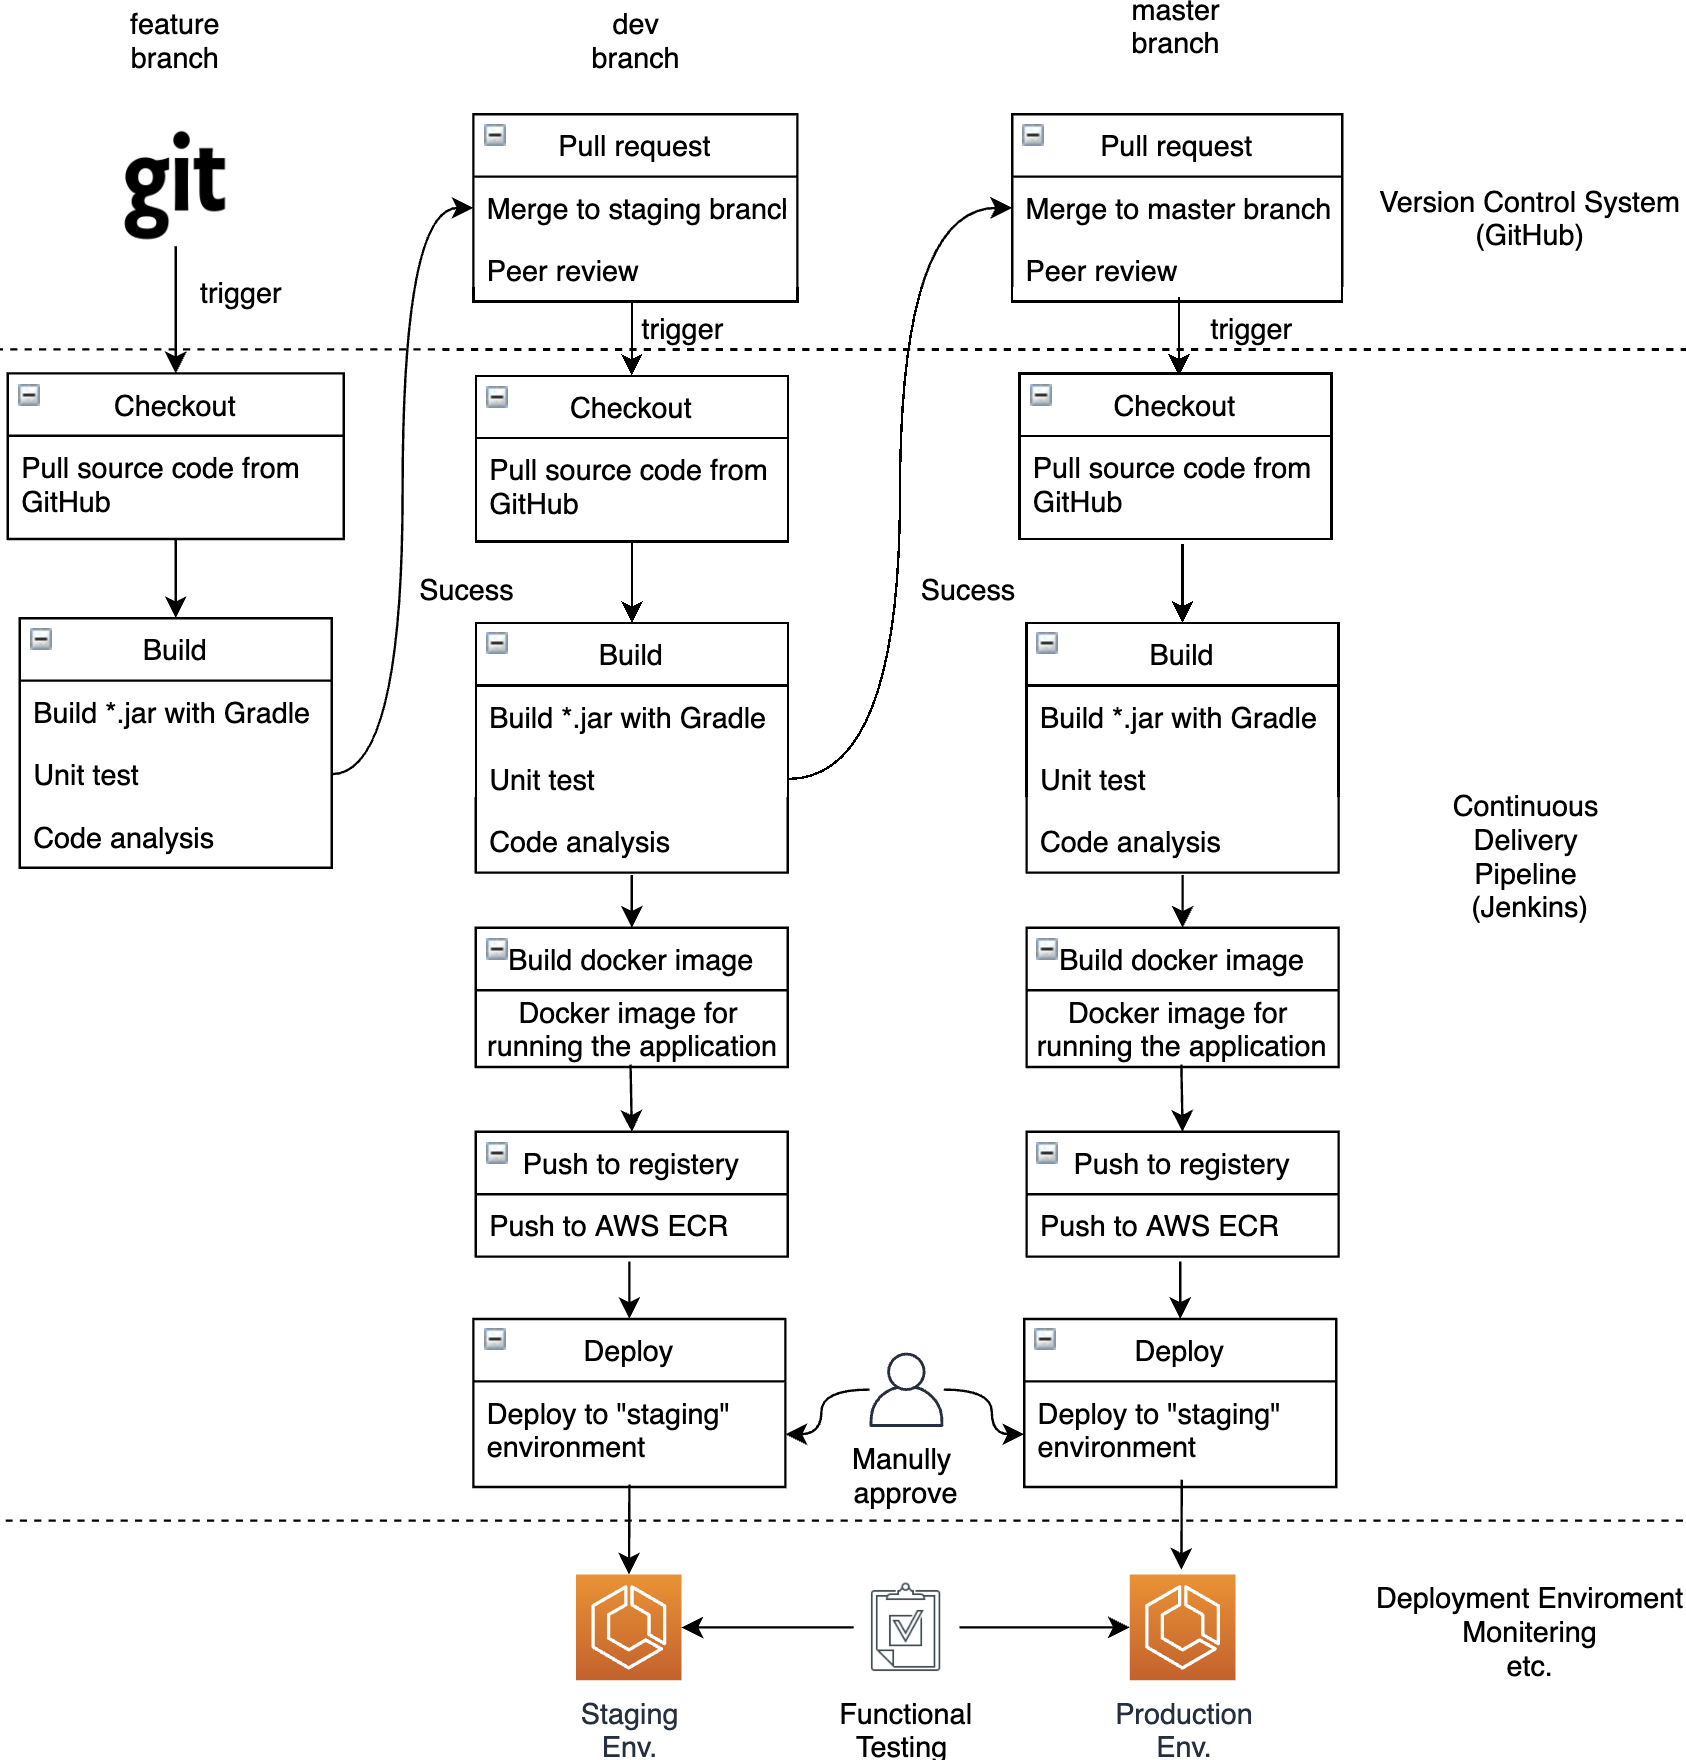 feature
branch
dev
branch
master
branch
git
Pull request
Merge to staging brancl
Peer review
Pull request
Merge to master branch
Peer review
Version Control System
(GitHub)
trigger
trigger
trigger
Checkout
Pull source code from
GitHub
Checkout
Pull source code from
GitHub
Checkout
Pull source code from
GitHub
Sucess
Sucess
Build
Build *.jar with Gradle
Unit test
Code analysis
Build
Build *.jar with Gradle
Unit test
Code analysis
Build
Build *.jar with Gradle
Unit test
Code analysis
Continuous
Delivery
Pipeline
(Jenkins)
Build docker image
Docker image for
running the application
Build docker image
Docker image for
running the application
Push to registery
Push to AWS ECR
Push to registery
Push to AWS ECR
Deploy
Deploy to "staging"
environment
Manully
approve
Deploy
Deploy to "staging"
environment
Deployment Enviroment
Monitering
etc.
Staging
Env.
Functional
Testing
Production
Env.